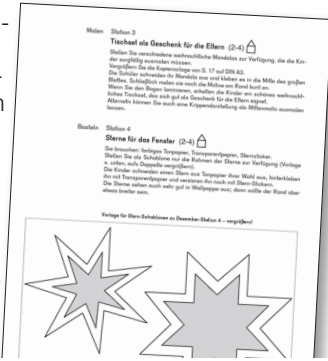 -
n
Malen Station 3
Tischset als Geschenk für die Eltern (2-4)
Stellen Sie verschiedene weihnachtliche Mandalas zur Verfügung, die die Kin-
der sorgfältig ausmalen müssen.
Vergrößern Sie die Kopiervorlage von S. 17 auf DIN A3.
Die Schüler schneiden ihr Mandala aus und kleben es in die Mitte des großen
Blattes. Schließlich malen sie noch die Motive am Rand bunt an.
Wenn Sie den Bogen laminieren, erhalten die Kinder ein schönes weihnacht-
liches Tischset, das sich gut als Geschenk für die Eltern eignet.
Alternativ können Sie auch eine Krippendarstellung als Mittenmotiv ausmalen
lassen.
Basteln Station 4
Sterne für das Fenster (2-4)
Sie brauchen: farbiges Tonpapier, Transparentpapier, Sternsticker.
Stellen Sie als Schablone nur die Rahmen der Sterne zur Verfügung (Vorlage
s. unten, aufs Doppelte vergrößern).
Die Kinder schneiden einen Stern aus Tonpapier ihrer Wahl aus, hinterkleben
ihn mit Transparentpapier und verzieren ihn noch mit Stern-Stickern.
Die Sterne sehen auch sehr gut in Wellpappe aus; dann sollte der Rand aber
etwas breiter sein.
Vorlage für Stern-Schablonen zu Dezember-Station 4 – vergrößern!